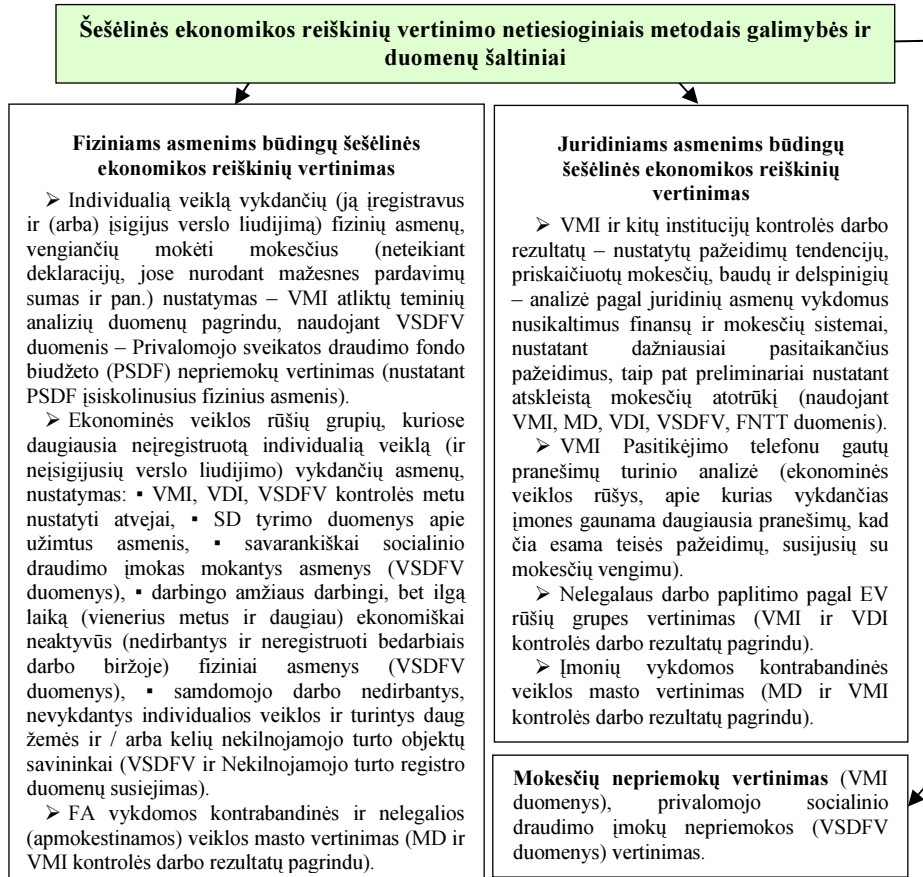 Šešėlinės ekonomikos reiškinių vertinimo netiesioginiais metodais galimybės ir
duomenų šaltiniai
Fiziniams asmenims būdingų šešėlinės
ekonomikos reiškinių vertinimas
➢ Individualią veiklą vykdančių (ją įregistravus
ir (arba) įsigijus verslo liudijimą) fizinių asmenų,
vengiančių mokėti mokesčius (neteikiant
deklaracijų, jose nurodant mažesnes pardavimų
sumas ir pan.) nustatymas – VMI atliktų teminių
analizių duomenų pagrindu, naudojant VSDFV
duomenis – Privalomojo sveikatos draudimo fondo
biudžeto (PSDF) nepriemokų vertinimas (nustatant
PSDF įsiskolinusius fizinius asmenis).
➢ Ekonominės veiklos rūšių grupių, kuriose
daugiausia neįregistruotą individualią veiklą (ir
neįsigijusių verslo liudijimo) vykdančių asmenų,
nustatymas: ▪ VMI, VDI, VSDFV kontrolės metu
nustatyti atvejai, ▪ SD tyrimo duomenys apie
užimtus asmenis, ▪ savarankiškai socialinio
draudimo įmokas mokantys asmenys (VSDFV
duomenys), ▪ darbingo amžiaus darbingi, bet ilgą
laiką (vienerius metus ir daugiau) ekonomiškai
neaktyvūs (nedirbantys ir neregistruoti bedarbiais
darbo biržoje) fiziniai asmenys (VSDFV
duomenys), ▪ samdomojo darbo nedirbantys,
nevykdantys individualios veiklos ir turintys daug
žemės ir / arba kelių nekilnojamojo turto objektų
savininkai (VSDFV ir Nekilnojamojo turto registro
duomenų susiejimas).
➢ FA vykdomos kontrabandinės ir nelegalios
(apmokestinamos) veiklos masto vertinimas (MD ir
VMI kontrolės darbo rezultatų pagrindu).
Juridiniams asmenims būdingų
šešėlinės ekonomikos reiškinių
vertinimas
➢ VMI ir kitų institucijų kontrolės darbo
rezultatų – nustatytų pažeidimų tendencijų,
priskaičiuotų mokesčių, baudų ir delspinigių
– analizė pagal juridinių asmenų vykdomus
nusikaltimus finansų ir mokesčių sistemai,
nustatant dažniausiai pasitaikančius
pažeidimus, taip pat preliminariai nustatant
atskleistą mokesčių atotrūkį (naudojant
VMI, MD, VDI, VSDFV, FNTT duomenis).
➢ VMI Pasitikėjimo telefonu gautų
pranešimų turinio analizė (ekonominės
veiklos rūšys, apie kurias vykdančias
įmones gaunama daugiausia pranešimų, kad
čia esama teisės pažeidimų, susijusių su
mokesčių vengimu).
➢ Nelegalaus darbo paplitimo pagal EV
rūšių grupes vertinimas (VMI ir VDI
kontrolės darbo rezultatų pagrindu).
➢ Įmonių vykdomos kontrabandinės
veiklos masto vertinimas (MD ir VMI
kontrolės darbo rezultatų pagrindu).
Mokesčių nepriemokų vertinimas (VMI
duomenys), privalomojo socialinio
draudimo įmokų nepriemokos (VSDFV
duomenys) vertinimas.